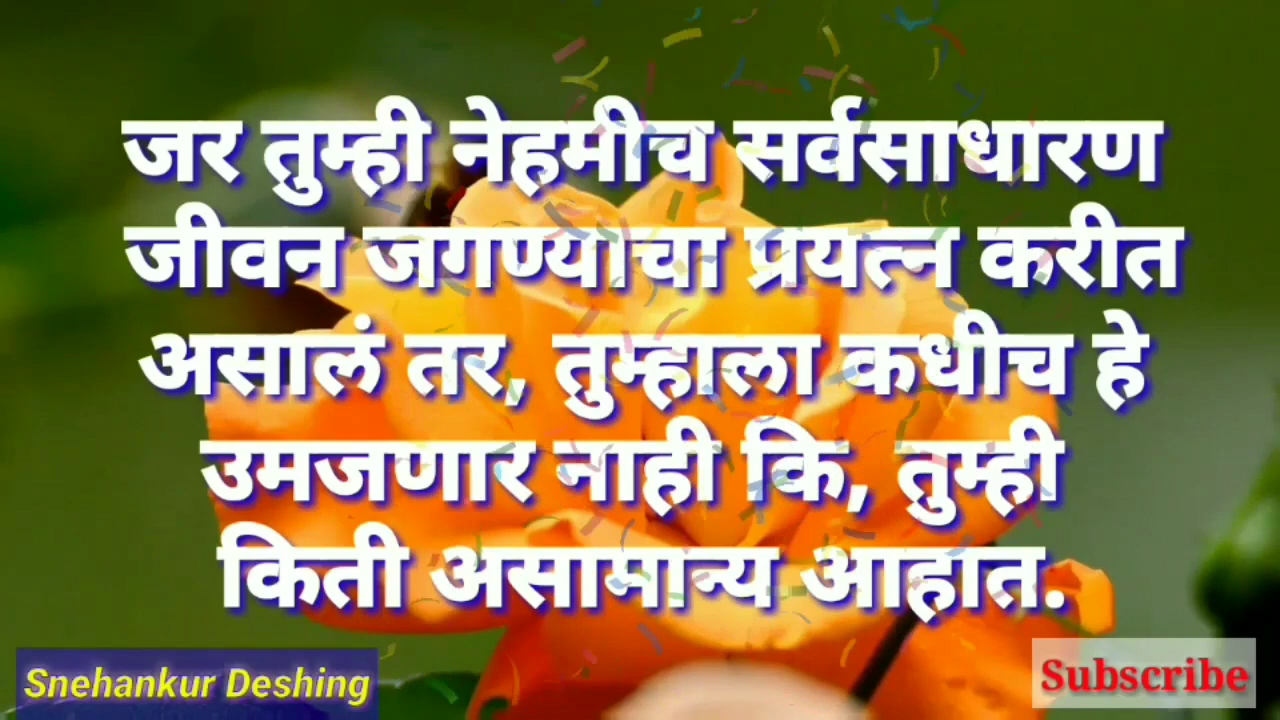 जर तुम्ही नेहमीच सर्वसाधारण
जीवन जगण्याचा प्रयत्न करीत
असालं तर, तुम्हाला कधीच हे
उमजणार नाही कि, तुम्ही
किती असामान्य आहात.
Snehankur Deshing
Subscribe